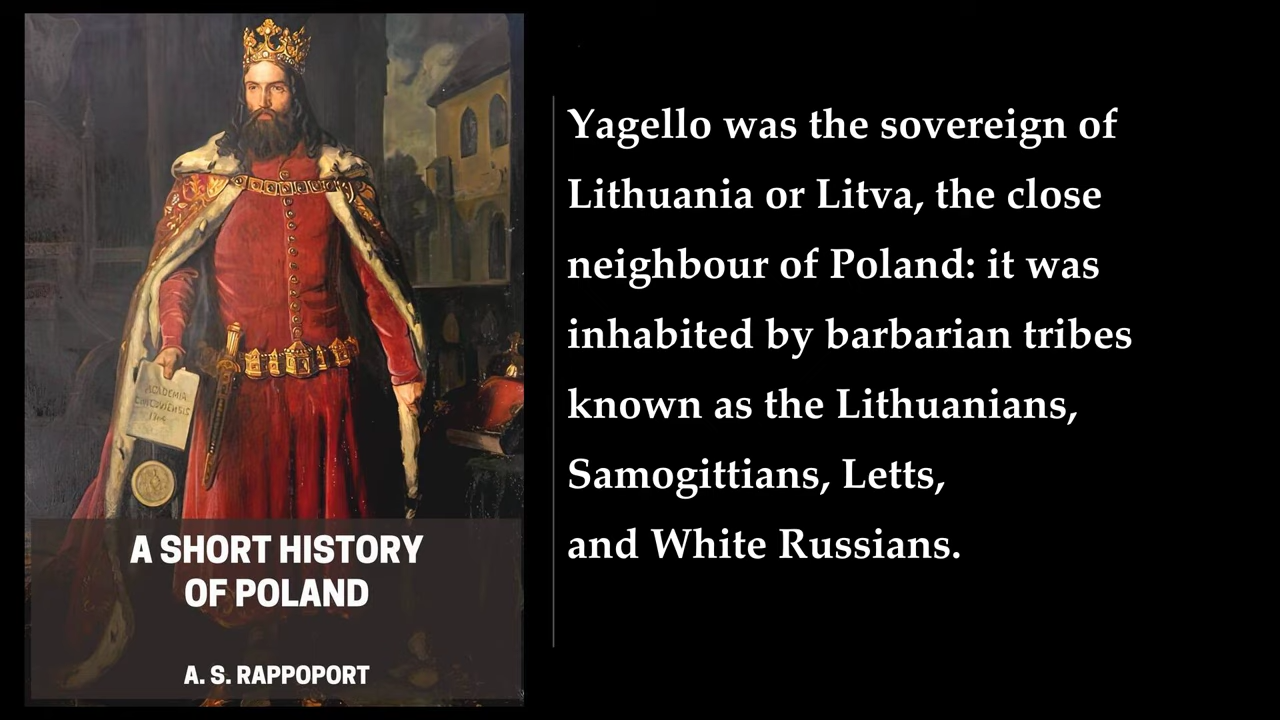 ACADEMIA
A SHORT HISTORY
OF POLAND
A. S. RAPPOPORT
Yagello was the sovereign of
Lithuania or Litva, the close
neighbour of Poland: it was
inhabited by barbarian tribes
known as the Lithuanians,
Samogittians, Letts,
and White Russians.